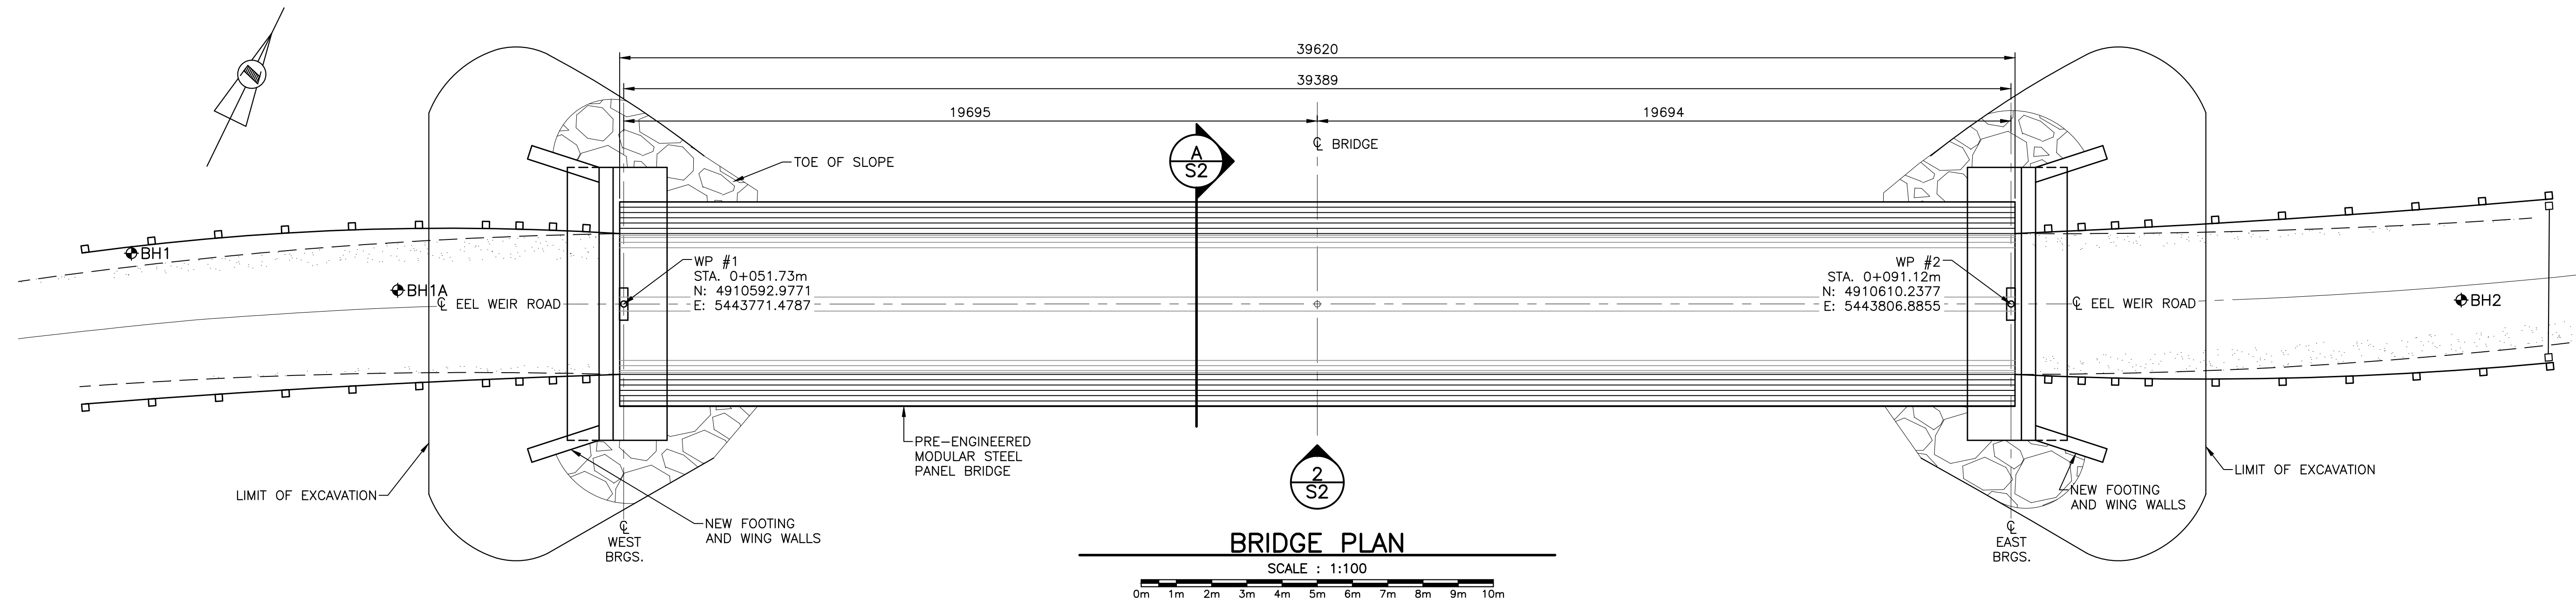 39620
39389
19695
19694
℄ BRIDGE
A
S2
TOE OF SLOPE
BH1
BH1A
℄ EEL WEIR ROAD
WP #1
STA. 0+051.73m
N: 4910592.9771
E: 5443771.4787
WP #2
STA. 0+091.12m
N: 4910610.2377
E: 5443806.8855
℄ EEL WEIR ROAD
BH2
PRE-ENGINEERED
MODULAR STEEL
PANEL BRIDGE
2
S2
LIMIT OF EXCAVATION
LIMIT OF EXCAVATION
NEW FOOTING
AND WING WALLS
NEW FOOTING
AND WING WALLS
℄
WEST
BRGS.
℄
EAST
BRGS.
BRIDGE PLAN
SCALE : 1:100
0m 1m 2m 3m 4m 5m 6m 7m 8m 9m 10m